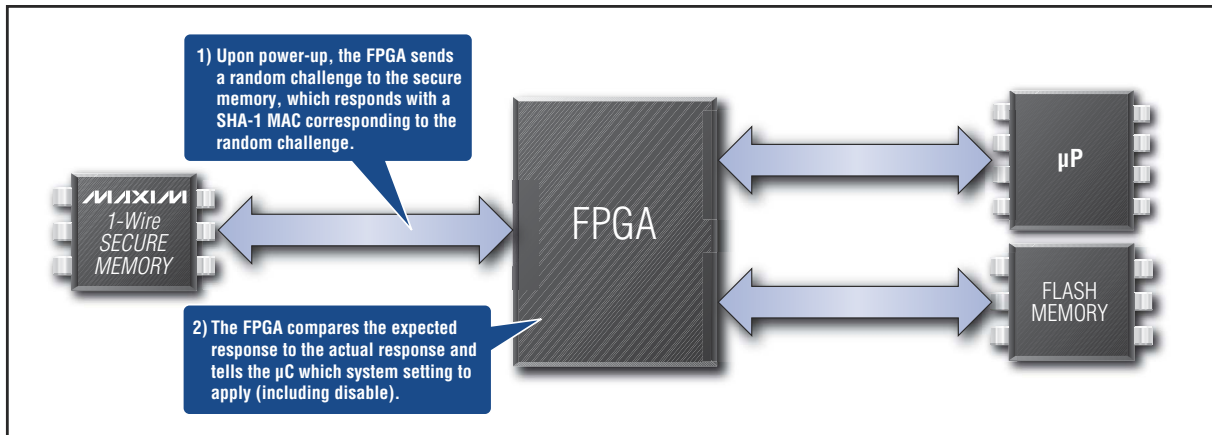 1) Upon power-up, the FPGA sends
a random challenge to the secure
memory, which responds with a
SHA-1 MAC corresponding to the
random challenge.
MAXIM
1-Wire
SECURE
MEMORY
FPGA
µP
FLASH
MEMORY
2) The FPGA compares the expected
response to the actual response and
tells the µC which system setting to
apply (including disable).